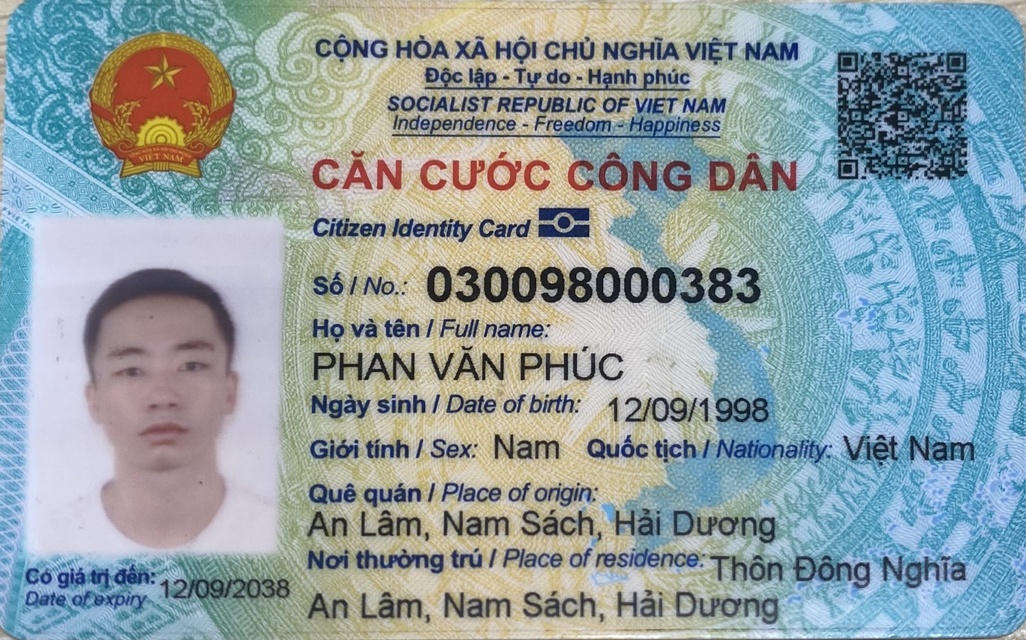 CỘNG HÒA XÃ HỘI CHỦ NGHĨA VIỆT NAM
Độc lập - Tự do - Hạnh phúc
SOCIALIST REPUBLIC OF VIET NAM
Independence - Freedom - Happiness
CĂN CƯỚC CÔNG DÂN
Citizen Identity Card
Số / No.: 030098000383
Họ và tên / Full name:
PHAN VĂN PHÚC
Ngày sinh / Date of birth: 12/09/1998
Giới tính / Sex: Nam Quốc tịch / Nationality: Việt Nam
Quê quán / Place of origin:
An Lâm, Nam Sách, Hải Dương
Nơi thường trú / Place of residence: Thôn Đông Nghĩa
An Lâm, Nam Sách, Hải Dương
Có giá trị đến: 12/09/2038
Date of expiry
VIỆT NAM